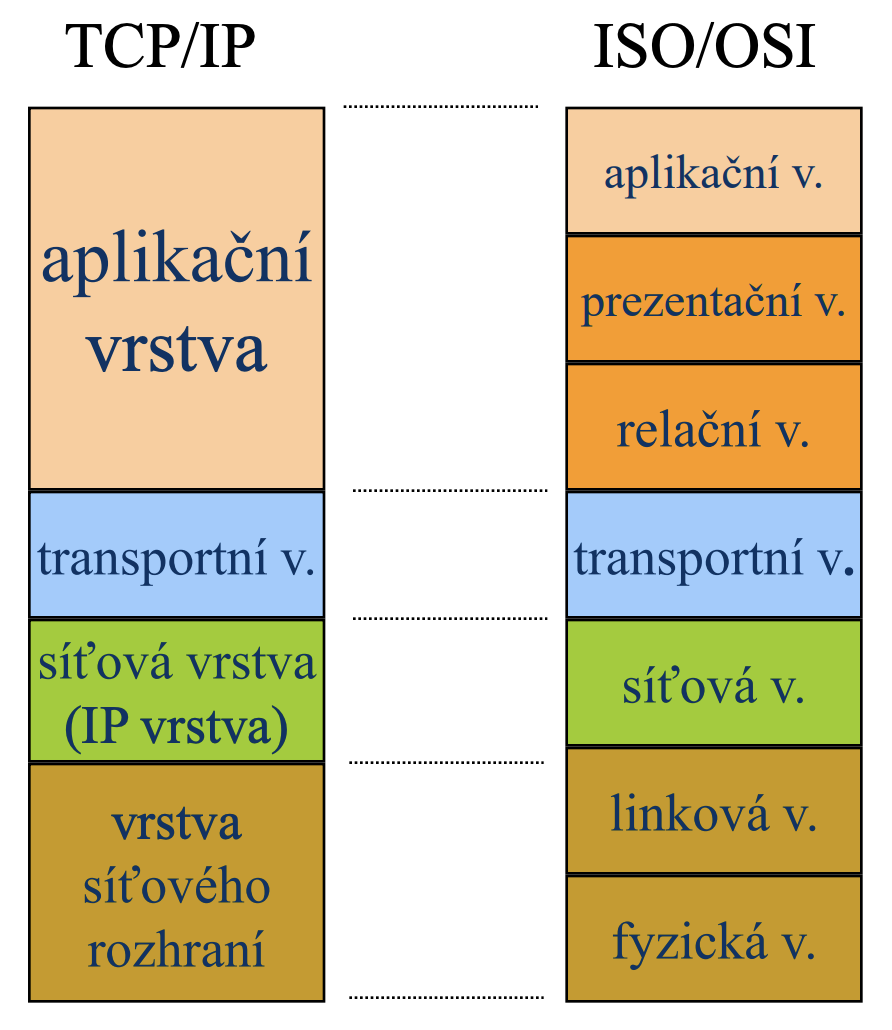 TCP/IP
aplikační
vrstva
transportní v.
síťová vrstva
(IP vrstva)
vrstva
síťového
rozhraní
ISO/OSI
aplikační v.
prezentační v.
relační v.
transportní v.
síťová v.
linková v.
fyzická v.